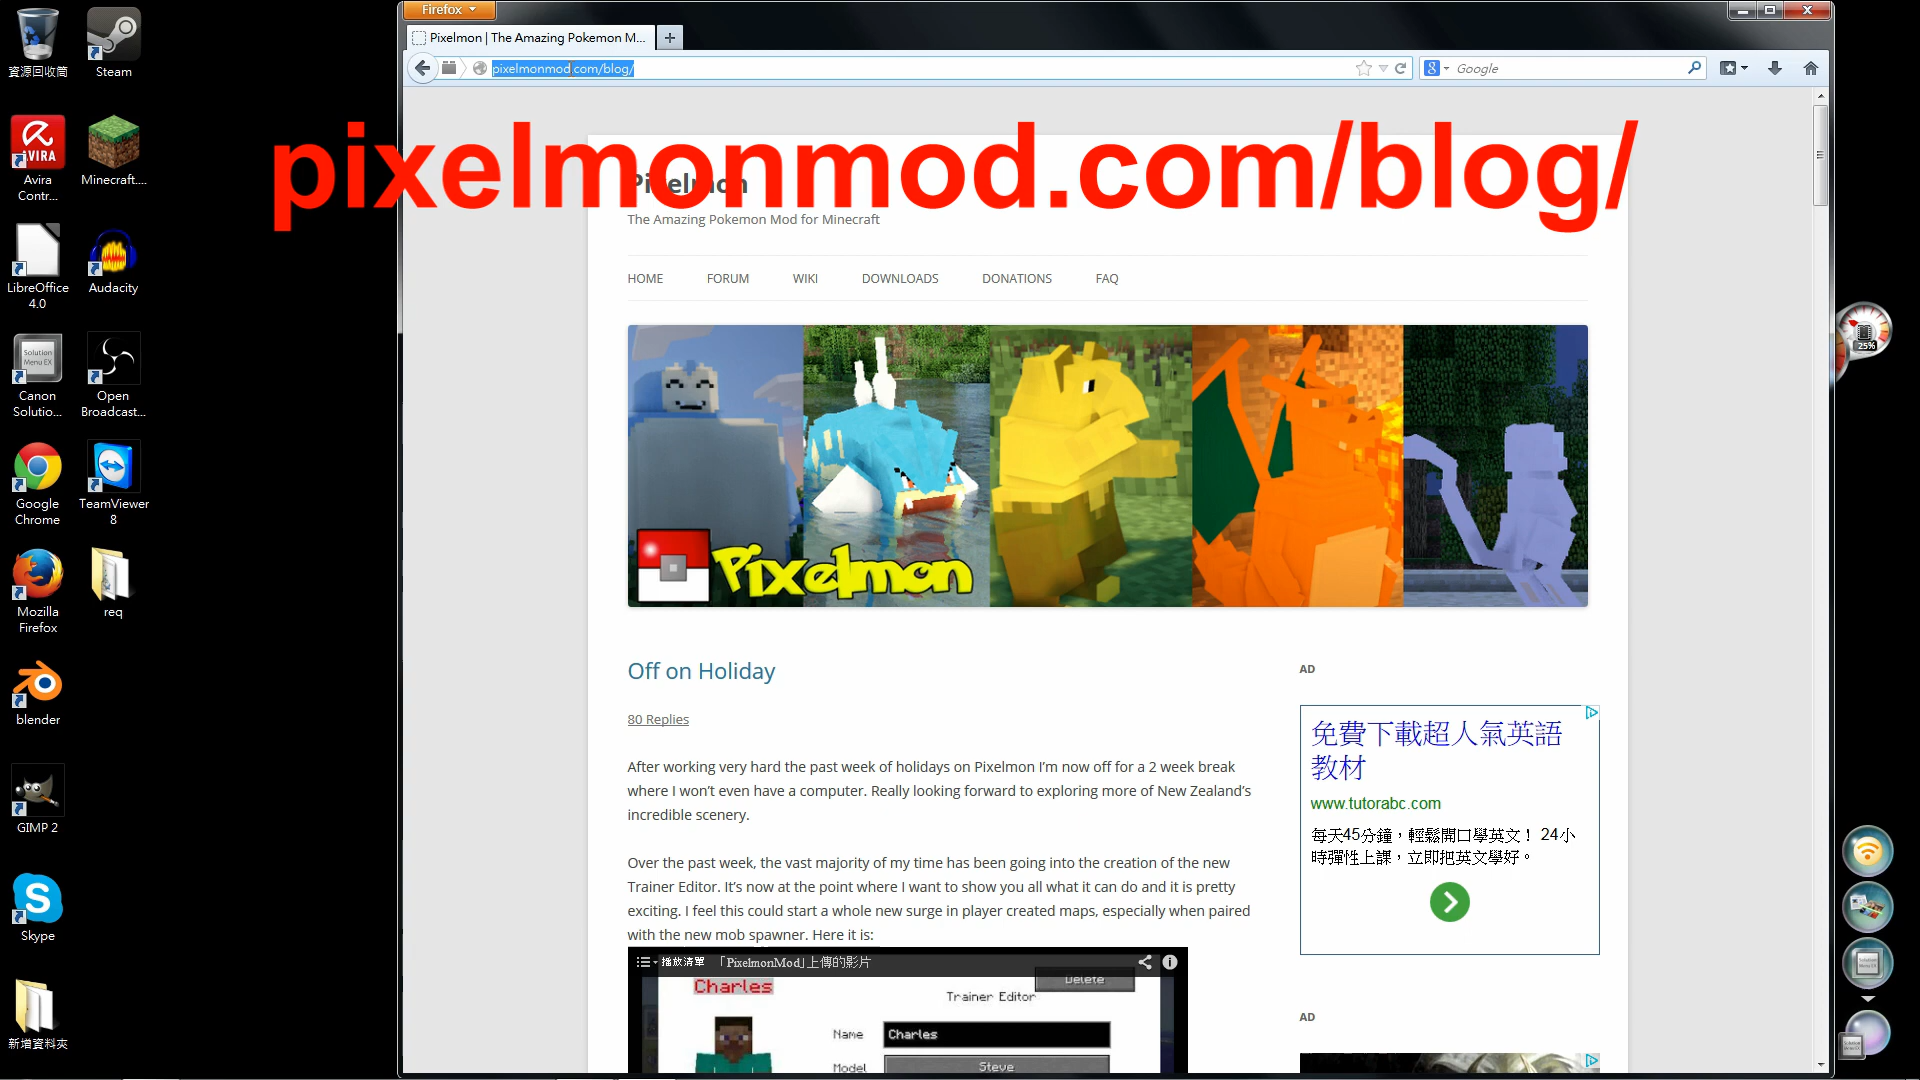 Firefox
Pixelmon | The Amazing Pokemon M...
pixelmonmod.com/blog/
Google
資源回收筒
Steam
AVIRA
Avira
Contr...
Minecraft....
LibreOffice
4.0
Audacity
Solution
Menu EX
Canon
Solutio...
Open
Broadcast...
Google
Chrome
TeamViewer
8
Mozilla
Firefox
req
blender
GIMP 2
Skype
新增資料夾
pixelmonmod.com/blog/
Pixelmon
The Amazing Pokemon Mod for Minecraft
HOME
FORUM
WIKI
DOWNLOADS
DONATIONS
FAQ
Pixelmon
25%
Off on Holiday
80 Replies
After working very hard the past week of holidays on Pixelmon I’m now off for a 2 week break
where I won’t even have a computer. Really looking forward to exploring more of New Zealand’s
incredible scenery.
Over the past week, the vast majority of my time has been going into the creation of the new
Trainer Editor. It’s now at the point where I want to show you all what it can do and it is pretty
exciting. I feel this could start a whole new surge in player created maps, especially when paired
with the new mob spawner. Here it is:
播放清單
「PixelmonMod」上傳的影片
Charles
Delete
Trainer Editor
Name
Charles
Model
Steve
AD
免費下載超人氣英語
教材
www.tutorabc.com
每天45分鐘，輕鬆開口學英文！ 24小
時彈性上課，立即把英文學好。
AD